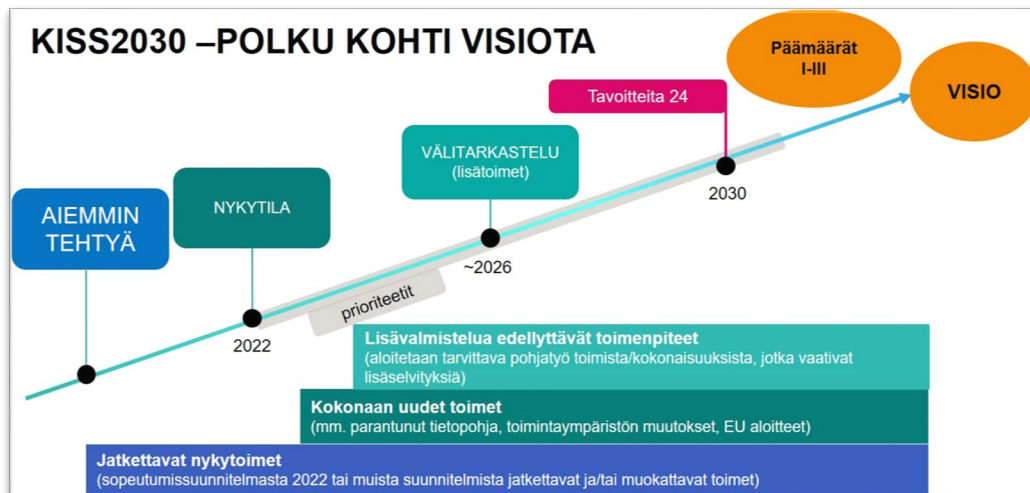 KISS2030 –POLKU KOHTI VISIOTA
Päämäärät
I-III
VISIO
Tavoitteita 24
VÄLITARKASTELU
(lisätoimet)
NYKYTILA
AIEMMIN
TEHTYÄ
2030
~2026
prioriteetit
2022
Lisävalmistelua edellyttävät toimenpiteet
(aloitetaan tarvittava pohjatyö toimista/kokonaisuuksista, jotka vaativat
lisäselvityksiä)
Kokonaan uudet toimet
(mm. parantunut tietopohja, toimintaympäristön muutokset, EU aloitteet)
Jatkettavat nykytoimet
(sopeutumissuunnitelmasta 2022 tai muista suunnitelmista jatkettavat ja/tai muokattavat toimet)